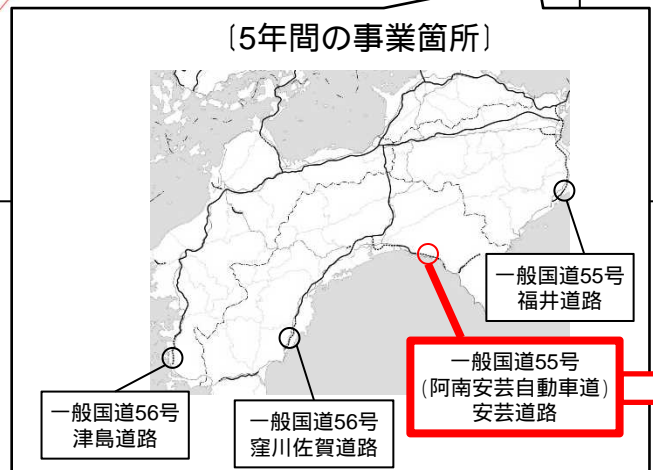 [5年間の事業箇所]
一般国道55号
福井道路
一般国道55号
(阿南安芸自動車道)
安芸道路
一般国道56号
津島道路
一般国道56号
窪川佐賀道路